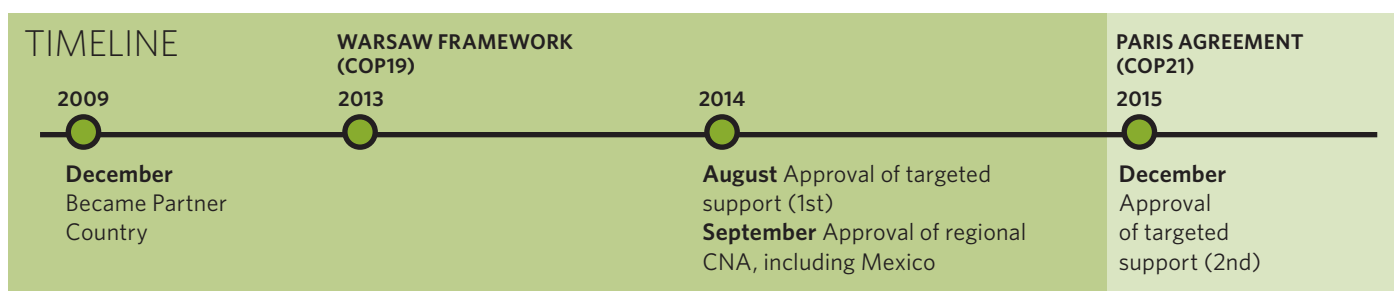 TIMELINE
WARSAW FRAMEWORK
(COP19)
PARIS AGREEMENT
(COP21)
2009
2013
2014
2015
December
Became Partner
Country
August Approval of targeted
support (1st)
September Approval of regional
CNA, including Mexico
December
Approval
of targeted
support (2nd)